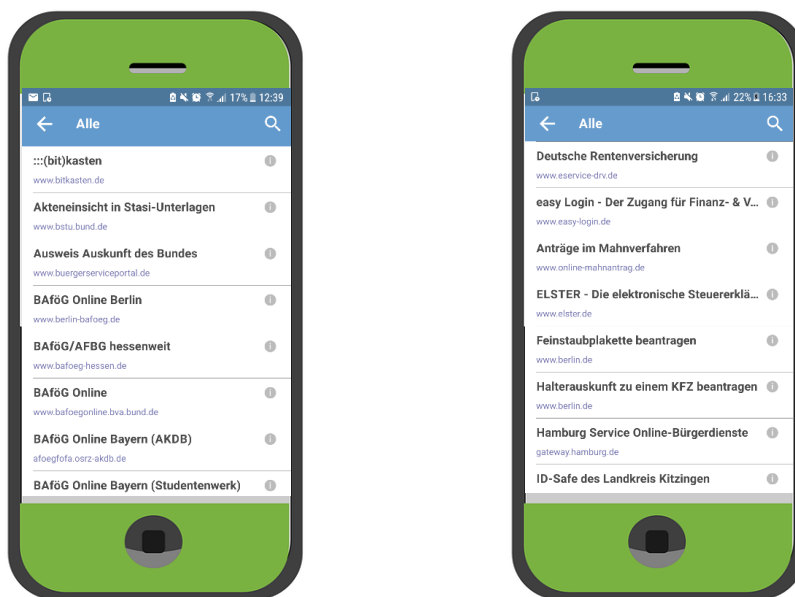 17% 12:39
Alle
:::(bit)kasten
www.bitkasten.de
Akteneinsicht in Stasi-Unterlagen
www.bstu.bund.de
Ausweis Auskunft des Bundes
www.buergerserviceportal.de
BAföG Online Berlin
www.berlin-bafoeg.de
BAföG/AFBG hessenweit
www.bafoeg-hessen.de
BAföG Online
www.bafoegonline.bva.bund.de
BAföG Online Bayern (AKDB)
afoegfofa.osrz-akdb.de
BAföG Online Bayern (Studentenwerk)
22% 16:33
Alle
Deutsche Rentenversicherung
www.eservice-drv.de
easy Login - Der Zugang für Finanz- & V...
www.easy-login.de
Anträge im Mahnverfahren
www.online-mahnantrag.de
ELSTER - Die elektronische Steuererklä...
www.elster.de
Feinstaubplakette beantragen
www.berlin.de
Halterauskunft zu einem KFZ beantragen
www.berlin.de
Hamburg Service Online-Bürgerdienste
gateway.hamburg.de
ID-Safe des Landkreis Kitzingen